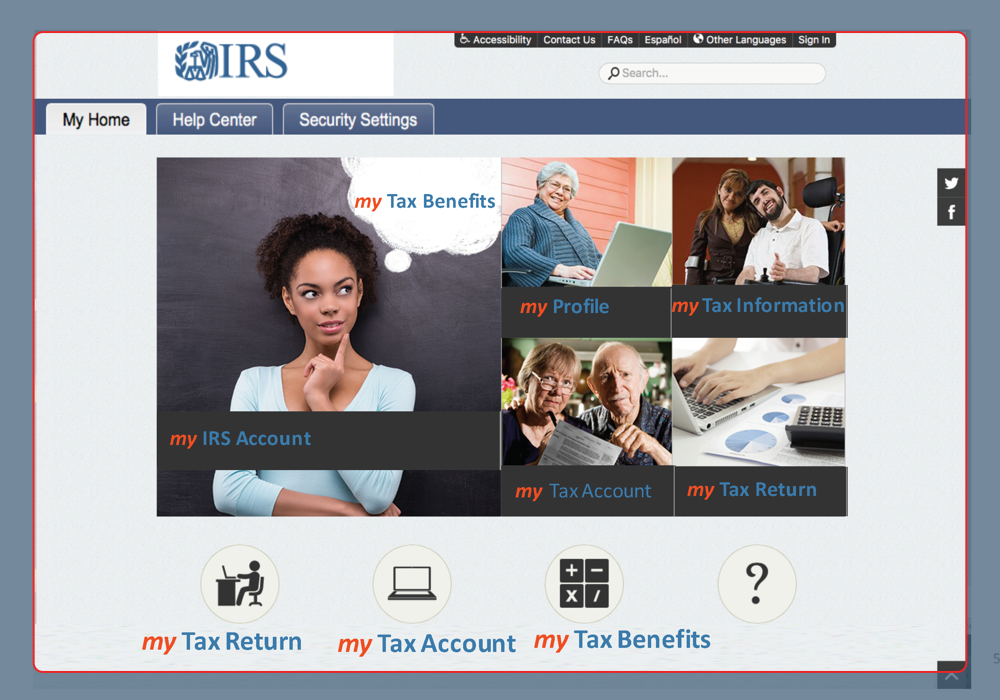 IRS
Accessibility Contact Us FAQs Español Other Languages Sign In
Search...
My Home Help Center Security Settings
my Tax Benefits
my Profile
my Tax Information
my IRS Account
my Tax Account
my Tax Return
?
my Tax Return
my Tax Account
my Tax Benefits
5